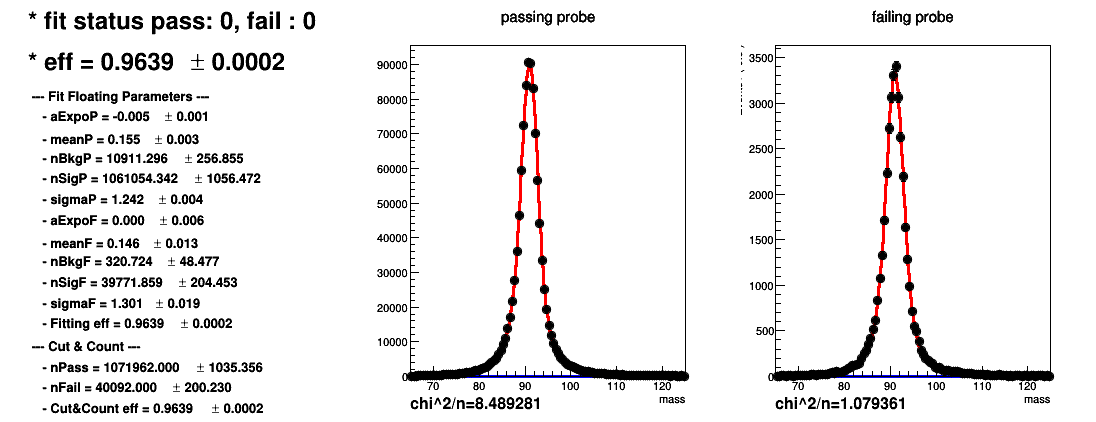 * fit status pass: 0, fail : 0
* eff = 0.9639 ± 0.0002
--- Fit Floating Parameters ---
- aExpoP = -0.005 ± 0.001
- meanP = 0.155 ± 0.003
- nBkgP = 10911.296 ± 256.855
- nSigP = 1061054.342 ± 1056.472
- sigmaP = 1.242 ± 0.004
- aExpoF = 0.000 ± 0.006
- meanF = 0.146 ± 0.013
- nBkgF = 320.724 ± 48.477
- nSigF = 39771.859 ± 204.453
- sigmaF = 1.301 ± 0.019
- Fitting eff = 0.9639 ± 0.0002
--- Cut & Count ---
- nPass = 1071962.000 ± 1035.356
- nFail = 40092.000 ± 200.230
- Cut&Count eff = 0.9639 ± 0.0002
passing probe
90000
80000
70000
60000
50000
40000
30000
20000
10000
0
70 80 90 100 110 120
mass
chi^2/n=8.489281
failing probe
3500
3000
2500
2000
1500
1000
500
0
70 80 90 100 110 120
mass
chi^2/n=1.079361